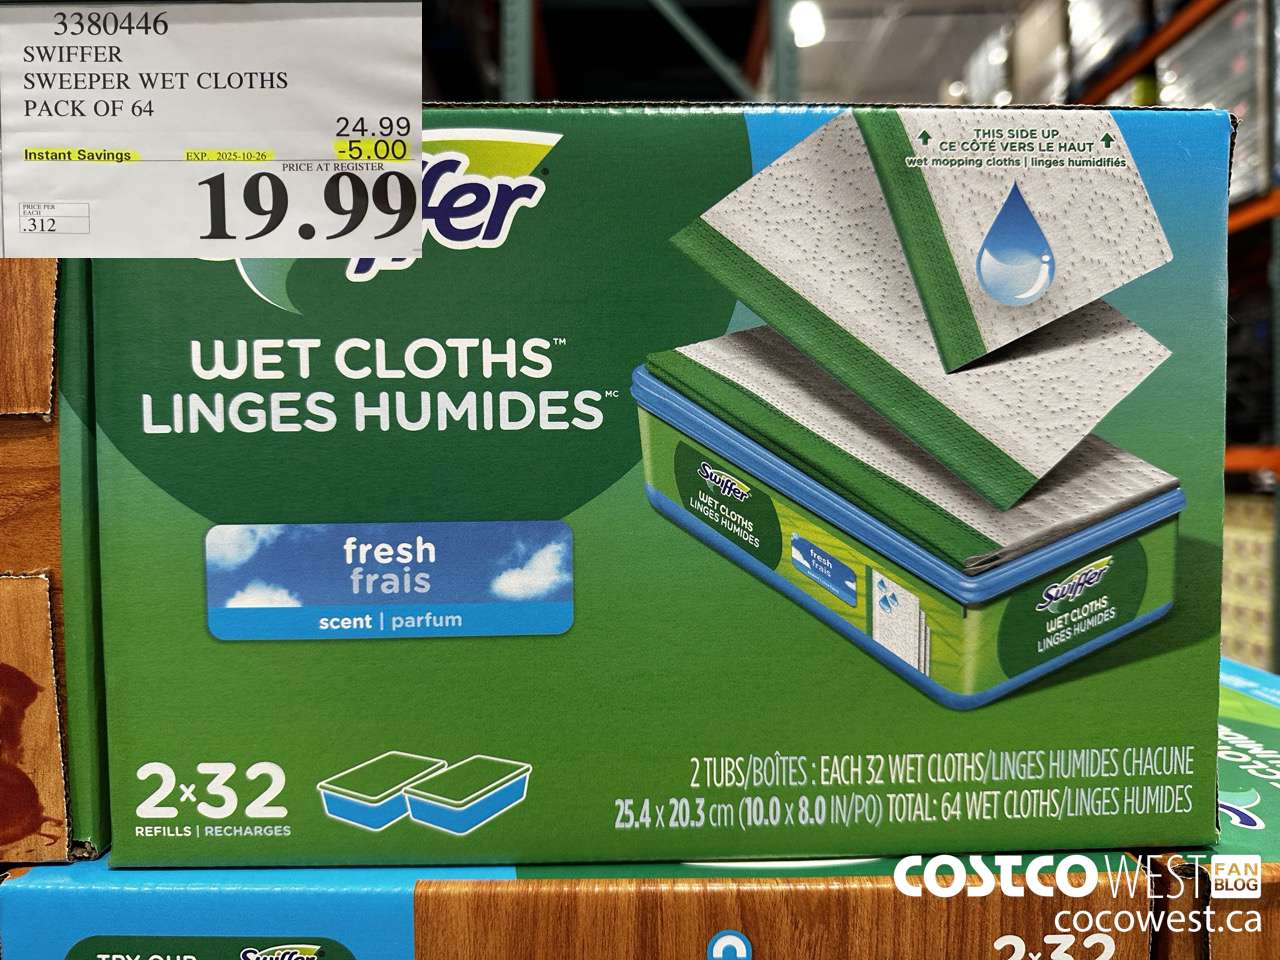 3380446
SWIFFER
SWEEPER WET CLOTHS
PACK OF 64
24.99
Instant Savings EXP. 2025-10-26 -5.00
PRICE AT REGISTER
19.99
PRICE PER
EACH
.312
THIS SIDE UP
CE CÔTÉ VERS LE HAUT
wet mopping cloths | linges humidifiés
WET CLOTHS™
LINGES HUMIDES MC
fresh
frais
scent | parfum
Swiffer
WET CLOTHS
LINGES HUMIDES
fresh
frais
Swiffer
WET CLOTHS
LINGES HUMIDES
2x32
REFILLS | RECHARGES
2 TUBS/BOÎTES : EACH 32 WET CLOTHS/LINGES HUMIDES CHACUNE
25.4 x 20.3 cm (10.0 x 8.0 IN/PO) TOTAL: 64 WET CLOTHS/LINGES HUMIDES
COSTCO WEST FAN
BLOG
cocowest.ca
TRY OUR
Swiffer
2x32